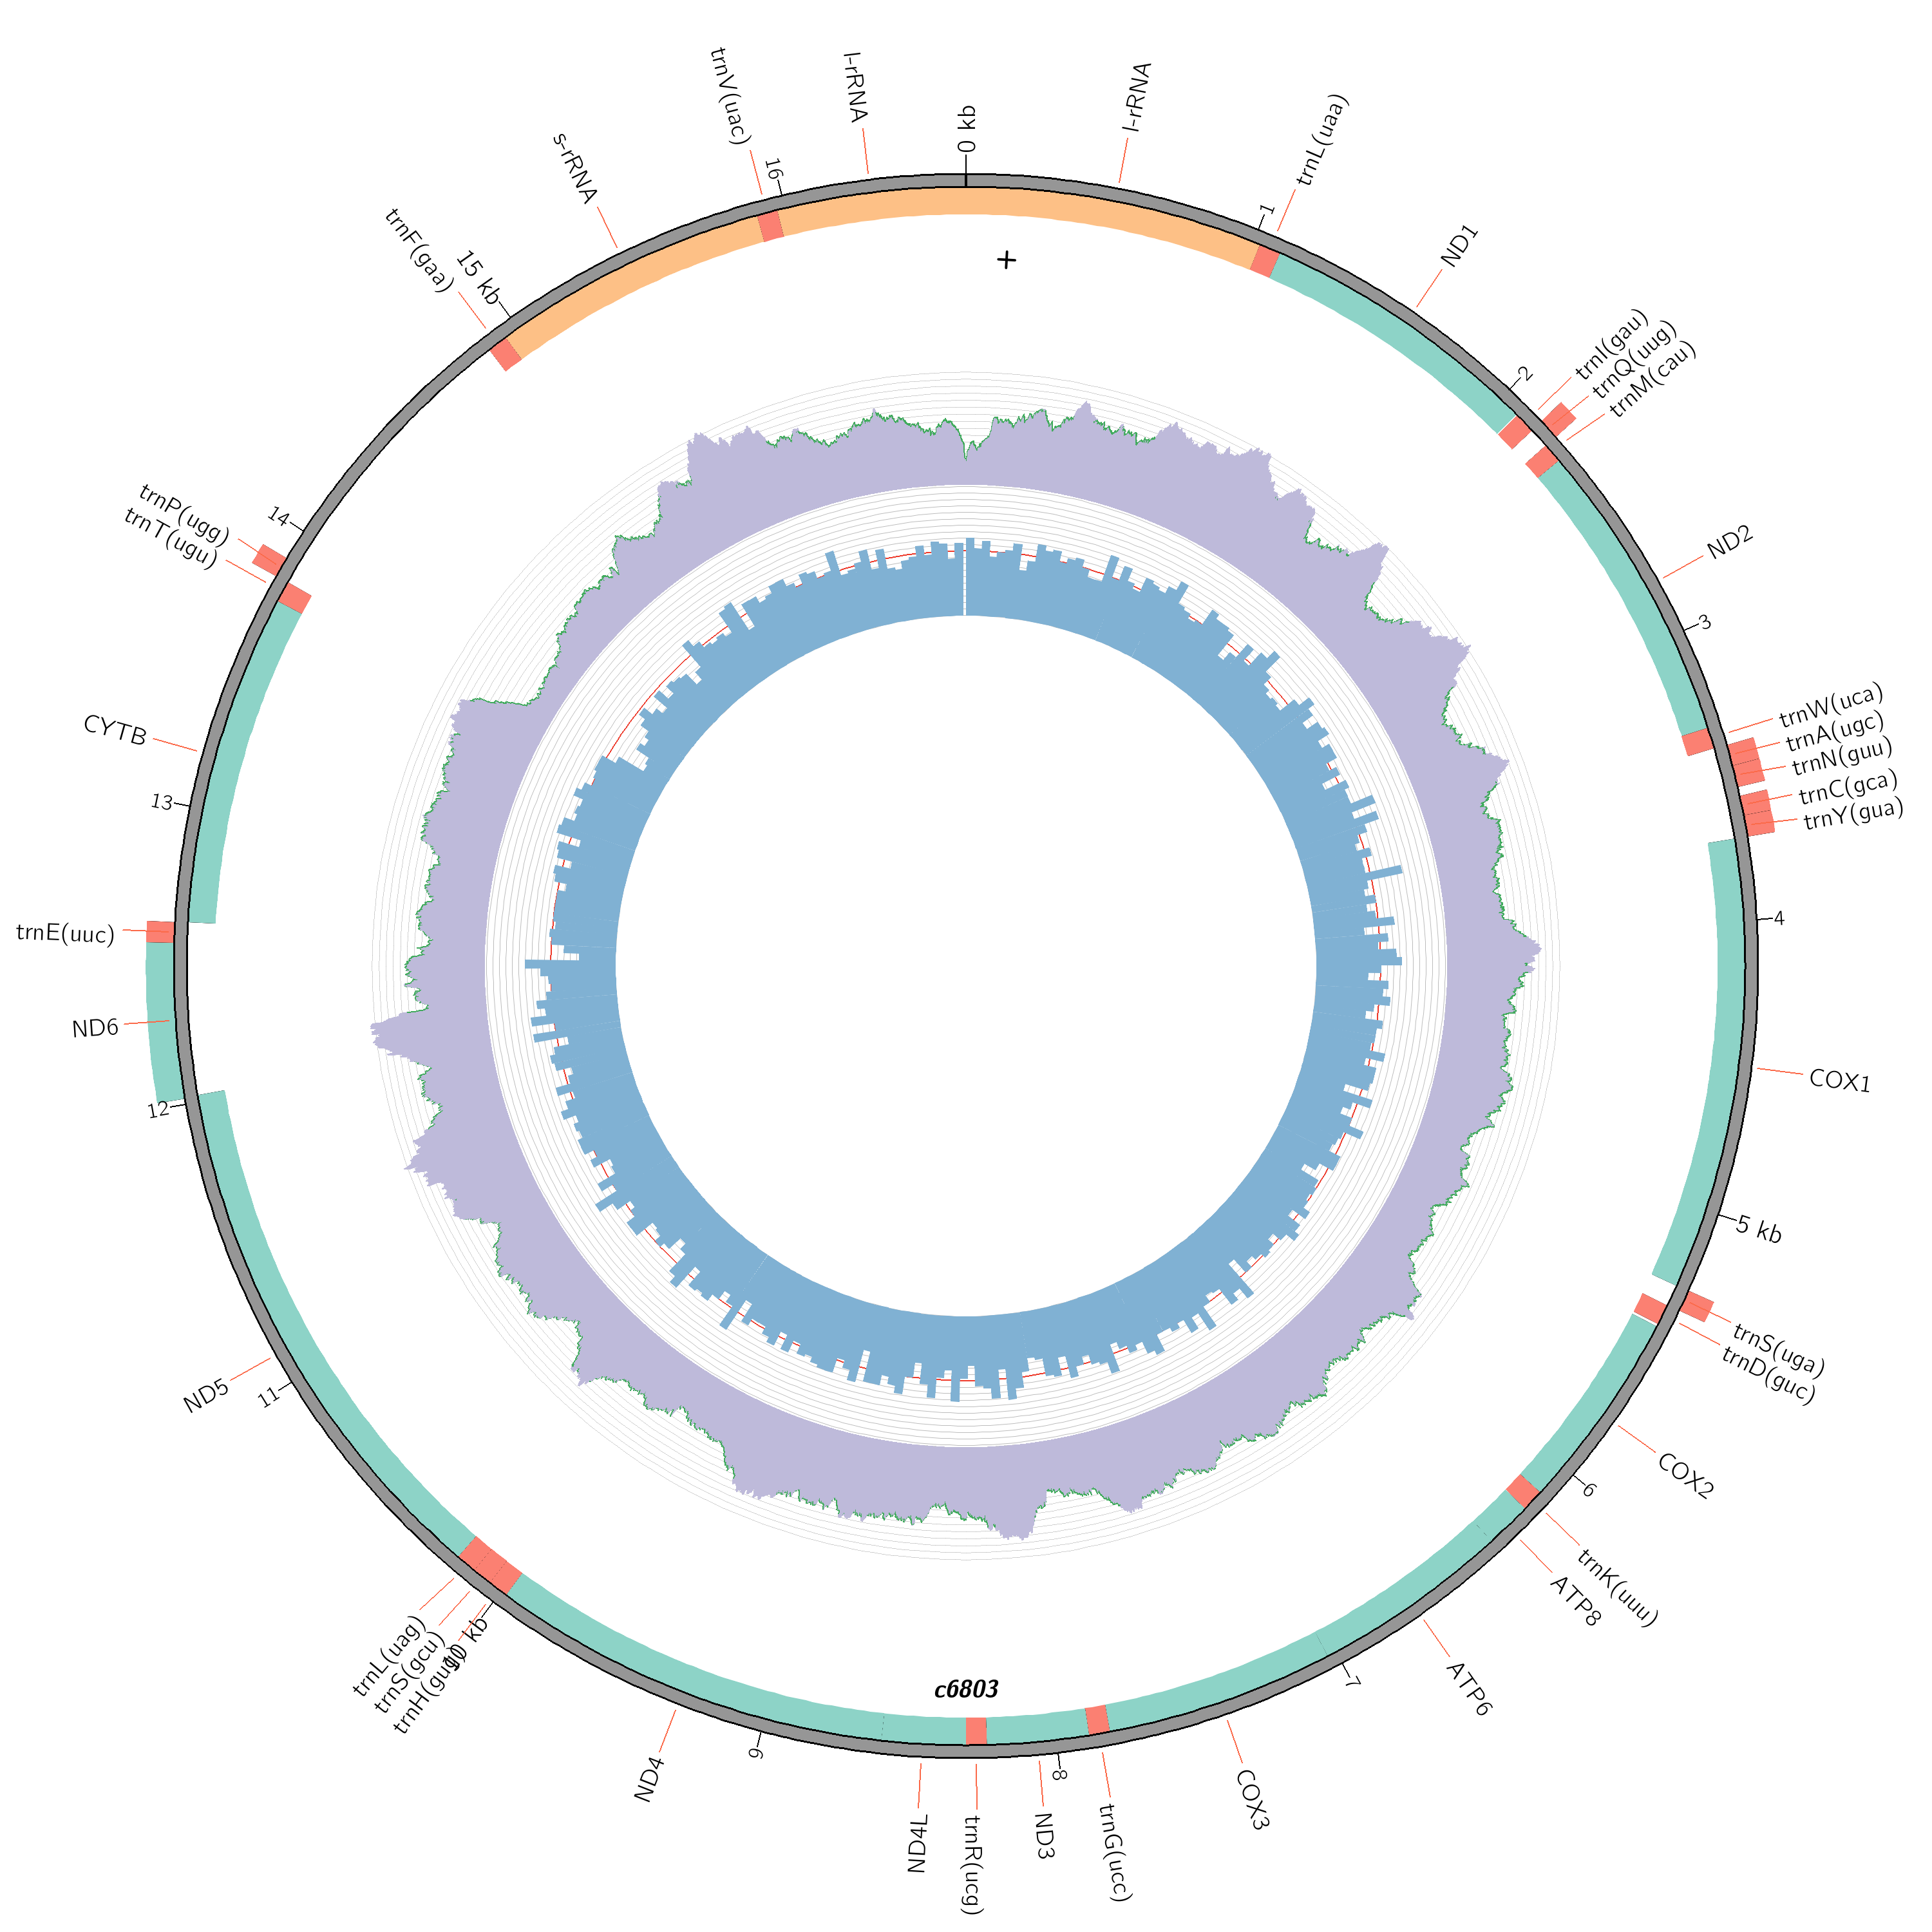 0 kb
l-rRNA
1
trnL(uaa)
ND1
2
trnI(gau)
trnQ(uug)
trnM(cau)
ND2
3
trnW(uca)
trnA(ugc)
trnN(guu)
trnC(gca)
trnY(gua)
4
COX1
5 kb
trnS(uga)
trnD(guc)
COX2
6
trnK(uuu)
ATP8
ATP6
7
COX3
trnG(ucc)
8
ND3
trnR(ucg)
ND4L
9
ND4
10 kb
trnH(gug)
trnS(gcu)
trnL(uag)
11
ND5
12
ND6
trnE(uuc)
13
CYTB
trnT(ugu)
trnP(ugg)
14
trnF(gaa)
15 kb
s-rRNA
trnV(uac)
16
l-rRNA
+
c6803